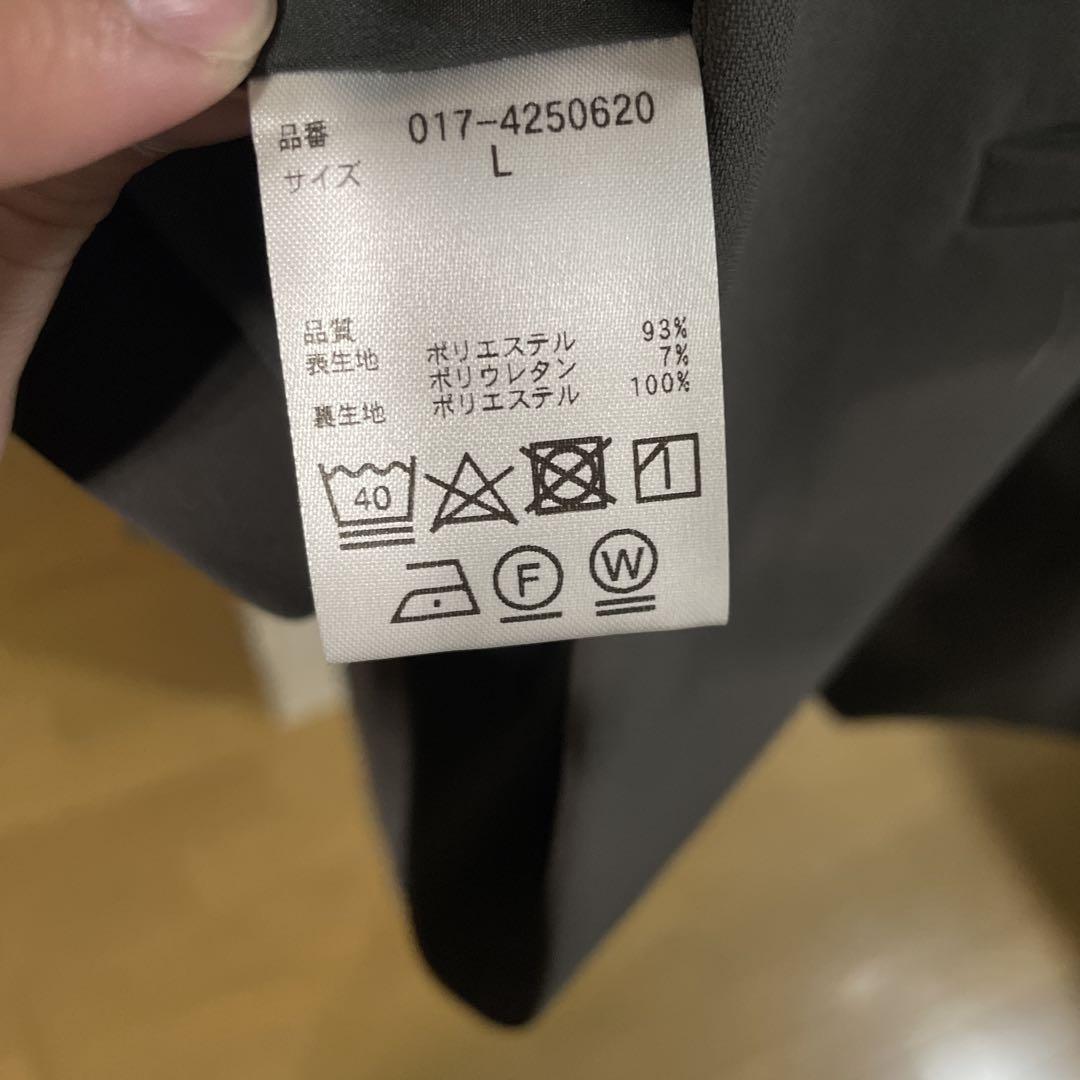 品番 017-4250620
サイズ L
品質
表生地 ポリエステル 93%
ポリウレタン 7%
裏生地 ポリエステル 100%
40
F W